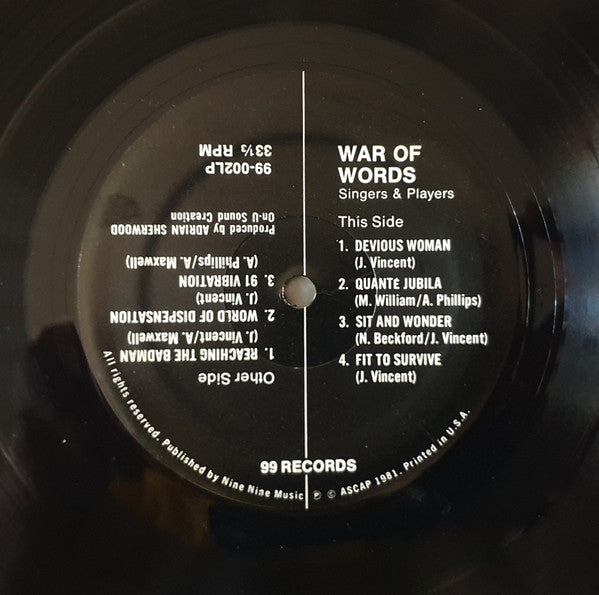 WAR OF
WORDS
Singers & Players
This Side
1. DEVIOUS WOMAN
(J. Vincent)
2. QUANTE JUBILA
(M. William/A. Phillips)
3. SIT AND WONDER
(N. Beckford/J. Vincent)
4. FIT TO SURVIVE
(J. Vincent)
Other Side
1. REACHING THE BADMAN
(J. Vincent/A. Maxwell)
2. WORLD OF DISPENSATION
(J. Vincent)
3. 91 VIBRATION
(A. Phillips/A. Maxwell)
Produced by ADRIAN SHERWOOD
On-U Sound Creation
99-002LP
33⅓ RPM
99 RECORDS
All rights reserved. Published by Nine Nine Music ℗ © ASCAP 1981. Printed in U.S.A.